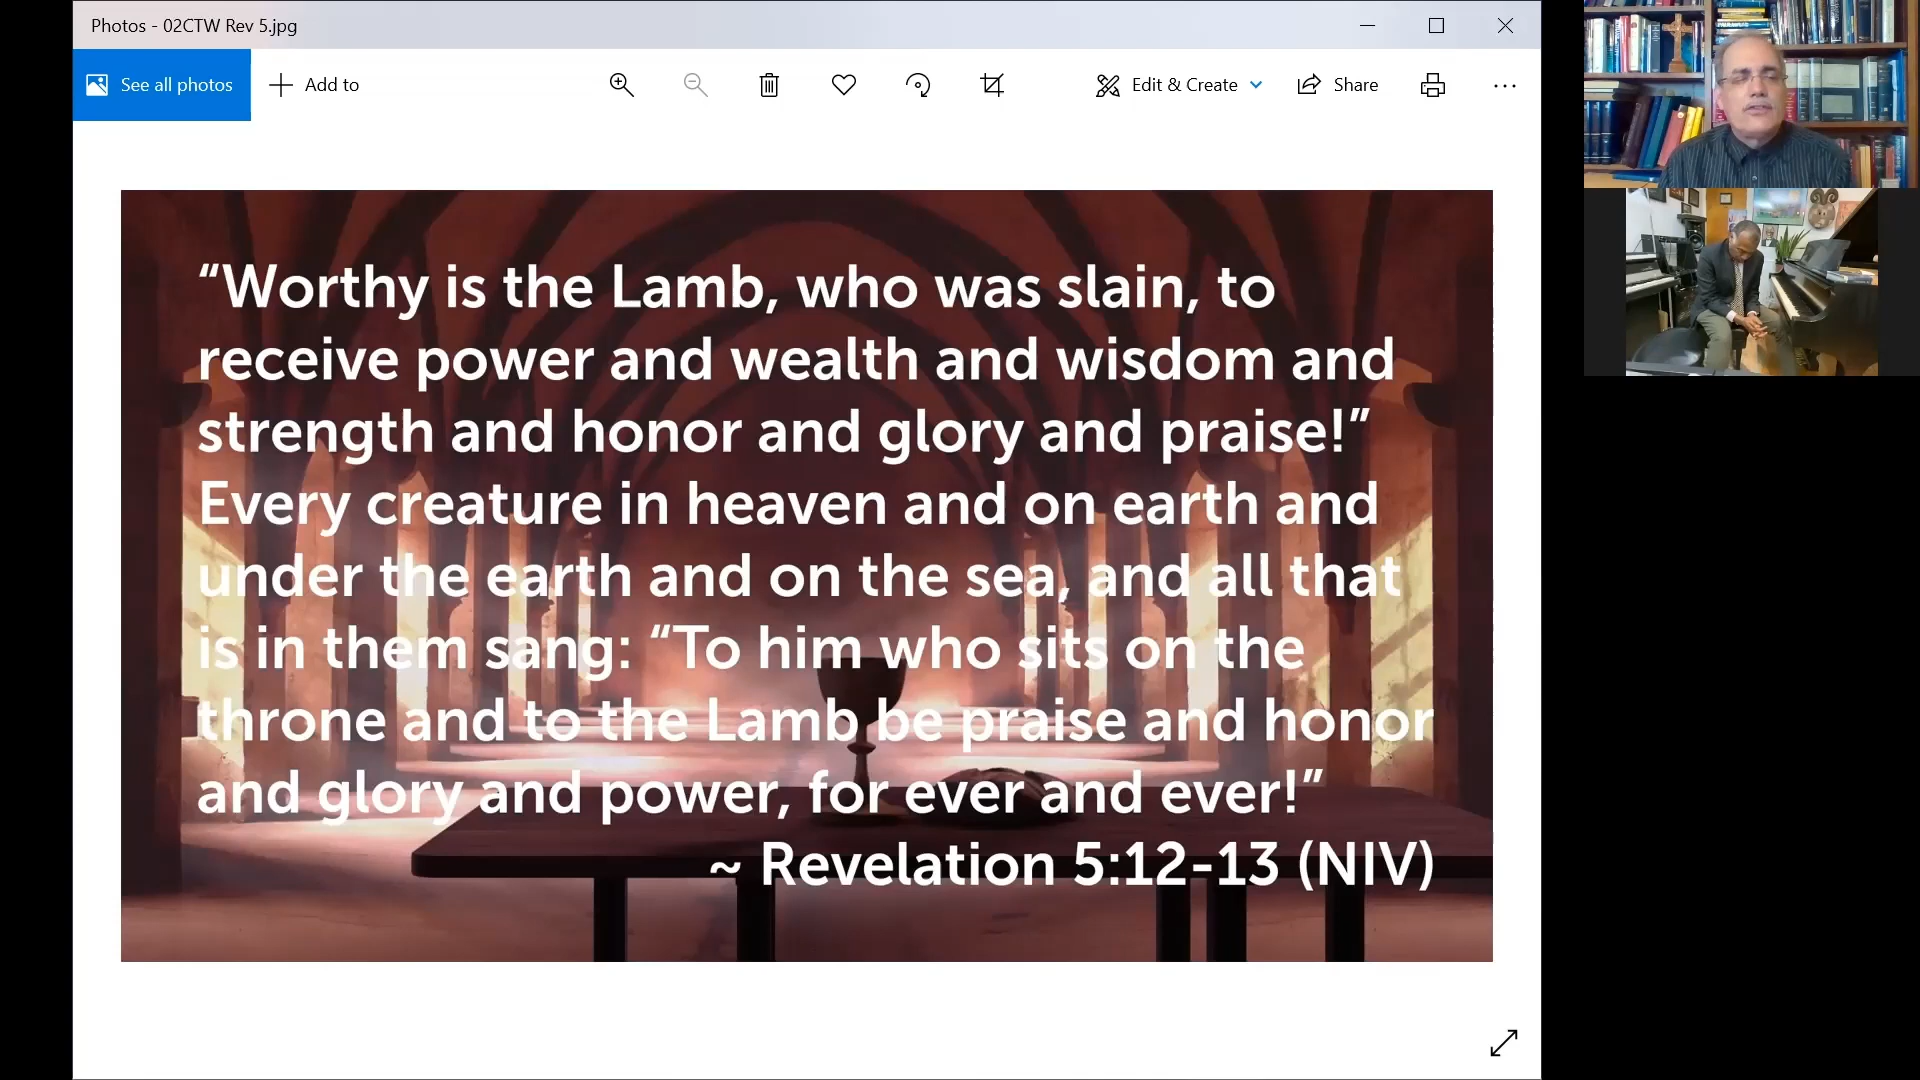 Photos - 02CTW Rev 5.jpg
See all photos
Add to
Edit & Create
Share
“Worthy is the Lamb, who was slain, to
receive power and wealth and wisdom and
strength and honor and glory and praise!”
Every creature in heaven and on earth and
under the earth and on the sea, and all that
is in them sang: “To him who sits on the
throne and to the Lamb be praise and honor
and glory and power, for ever and ever!”
~ Revelation 5:12-13 (NIV)